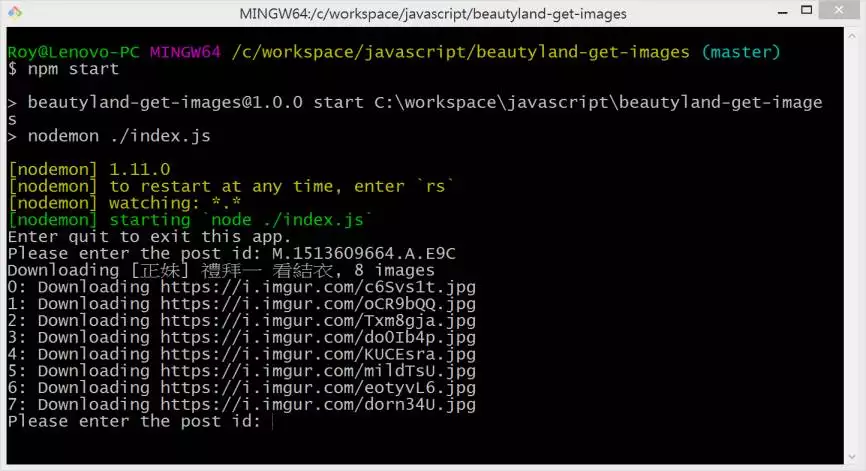 MINGW64:/c/workspace/javascript/beautyland-get-images
Roy@Lenovo-PC MINGW64 /c/workspace/javascript/beautyland-get-images (master)
$ npm start
> beautyland-get-images@1.0.0 start C:\workspace\javascript\beautyland-get-image
s
> nodemon ./index.js
[nodemon] 1.11.0
[nodemon] to restart at any time, enter `rs`
[nodemon] watching: *.*
[nodemon] starting `node ./index.js`
Enter quit to exit this app.
Please enter the post id: M.1513609664.A.E9C
Downloading [正妹] 禮拜一 看結衣, 8 images
0: Downloading https://i.imgur.com/c6Svs1t.jpg
1: Downloading https://i.imgur.com/oCR9bQQ.jpg
2: Downloading https://i.imgur.com/Txm8gja.jpg
3: Downloading https://i.imgur.com/doOIb4p.jpg
4: Downloading https://i.imgur.com/KUCEsra.jpg
5: Downloading https://i.imgur.com/mildTsU.jpg
6: Downloading https://i.imgur.com/eotyvL6.jpg
7: Downloading https://i.imgur.com/dorn34U.jpg
Please enter the post id: